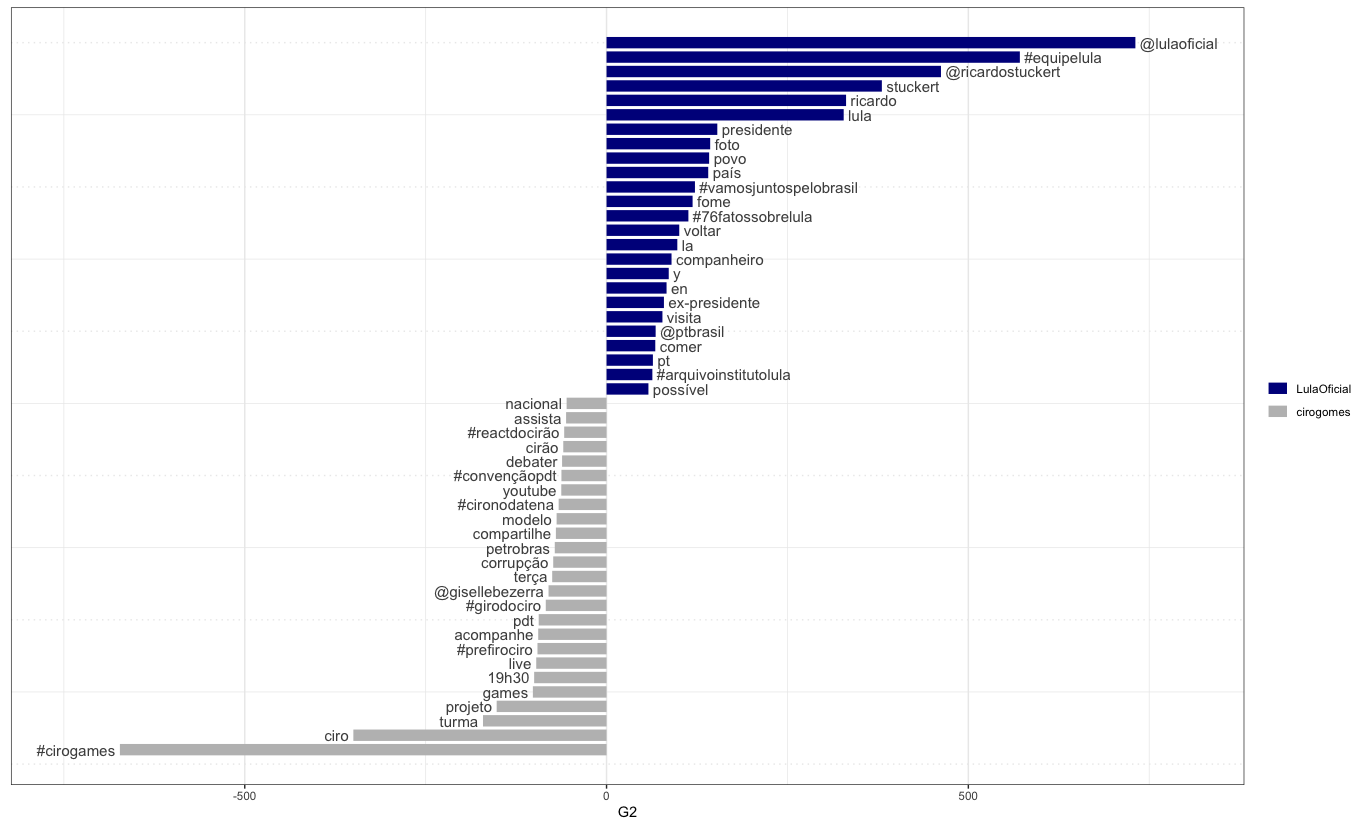 @lulaoficial
#equipelula
@ricardostuckert
stuckert
ricardo
lula
presidente
foto
povo
país
#vamosjuntospelobrasil
fome
#76fatossobrelula
voltar
la
companheiro
y
en
ex-presidente
visita
@ptbrasil
comer
pt
#arquivoinstitutolula
possível
nacional
assista
#reactdocirão
cirão
debater
#convençãopdt
youtube
#cironodatena
modelo
compartilhe
petrobras
corrupção
terça
@gisellebezerra
#girodociro
pdt
acompanhe
#prefirociro
live
19h30
games
projeto
turma
ciro
#cirogames
-500 0 500
G2
LulaOficial
cirogomes